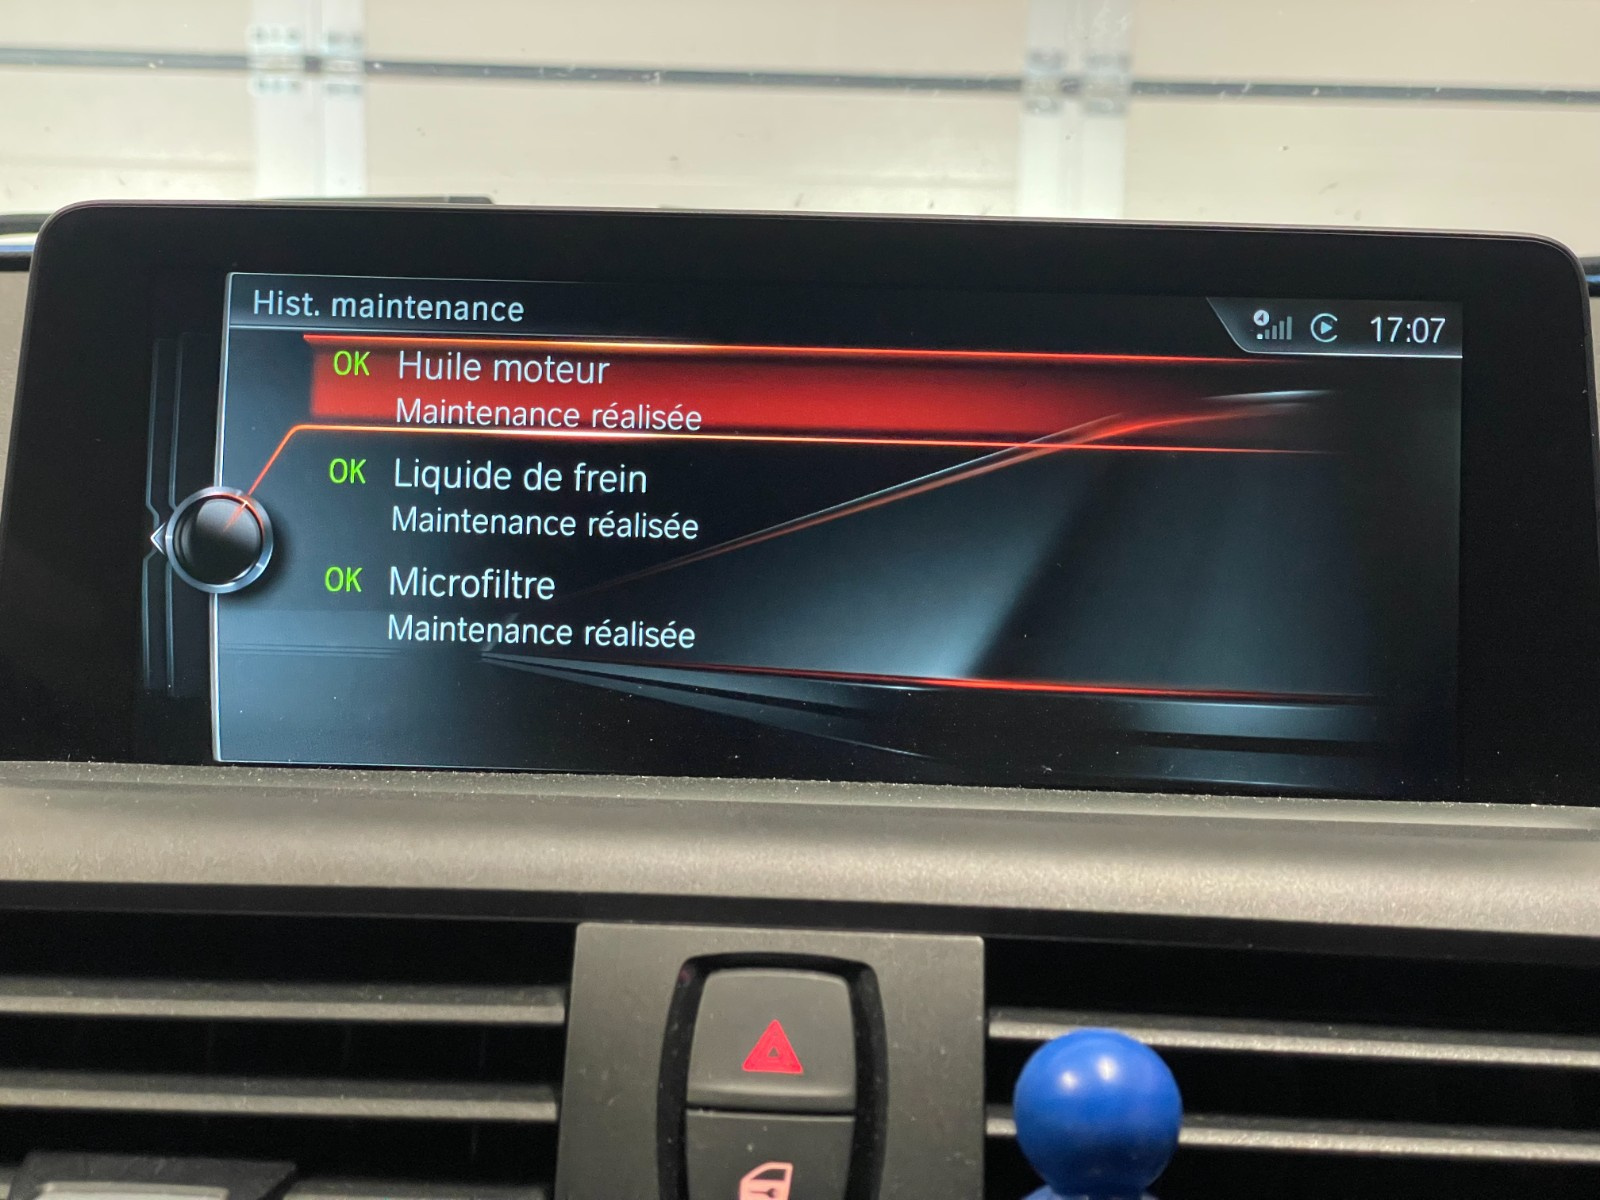 Hist. maintenance
17:07
OK Huile moteur
Maintenance réalisée
OK Liquide de frein
Maintenance réalisée
OK Microfiltre
Maintenance réalisée